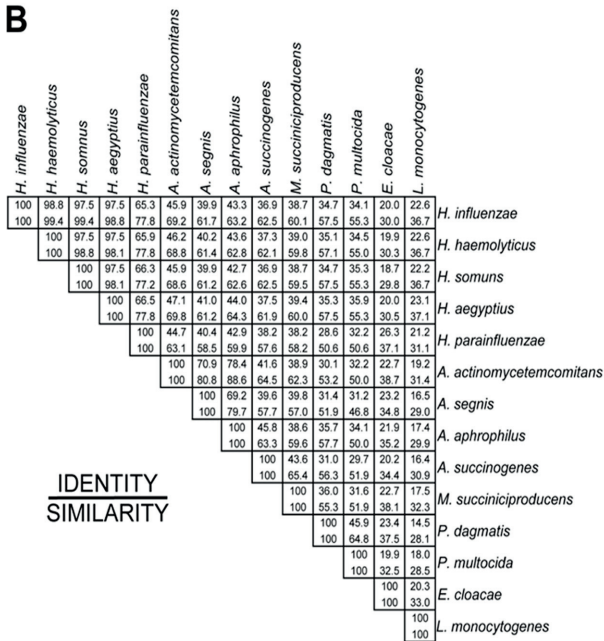 B
H. influenzae
H. haemolyticus
H. somnus
H. aegyptius
H. parainfluenzae
A. actinomycetemcomitans
A. segnis
A. aphrophilus
A. succinogenes
M. succiniciproducens
P. dagmatis
P. multocida
E. cloacae
L. monocytogenes
100 98.8 97.5 97.5 65.3 45.9 39.9 43.3 36.9 38.7 34.7 34.1 20.0 22.6
100 99.4 99.4 98.8 77.8 69.2 61.7 63.2 62.5 60.1 57.5 55.3 30.0 36.7
H. influenzae
100 97.5 97.5 65.9 46.2 40.2 43.6 37.3 39.0 35.1 34.5 19.9 22.6
100 98.8 98.1 77.8 68.8 61.4 62.8 62.1 59.8 57.1 55.0 30.3 36.7
H. haemolyticus
100 97.5 66.3 45.9 39.9 42.7 36.9 38.7 34.7 35.3 18.7 22.2
100 98.1 77.2 68.6 61.2 62.6 62.5 59.5 57.5 55.3 29.8 36.7
H. somuns
100 66.5 47.1 41.0 44.0 37.5 39.4 35.3 35.9 20.0 23.1
100 77.8 69.8 61.2 64.3 61.9 60.0 57.5 55.3 30.5 37.1
H. aegyptius
100 44.7 40.4 42.9 38.2 38.2 28.6 32.2 26.3 21.2
100 63.1 58.5 59.9 57.6 58.2 50.6 50.6 37.1 31.1
H. parainfluenzae
100 70.9 78.4 41.6 38.9 30.1 32.2 22.7 19.2
100 80.8 88.6 64.5 62.3 53.2 50.0 38.7 31.4
A. actinomycetemcomitans
100 69.2 39.6 39.8 31.4 31.2 23.2 16.5
100 79.7 57.7 57.0 51.9 46.8 34.8 29.0
A. segnis
100 45.8 38.6 35.7 34.1 21.9 17.4
100 63.3 59.6 57.7 50.0 35.2 29.9
A. aphrophilus
100 43.6 31.0 29.7 20.2 16.4
100 65.4 56.3 51.9 34.4 30.9
A. succinogenes
100 36.0 31.6 22.7 17.5
100 55.3 51.9 38.1 32.3
M. succiniciproducens
100 45.9 23.4 14.5
100 64.8 37.5 28.1
P. dagmatis
100 19.9 18.0
100 32.5 28.5
P. multocida
100 20.3
100 33.0
E. cloacae
100
100
L. monocytogenes
IDENTITY
SIMILARITY